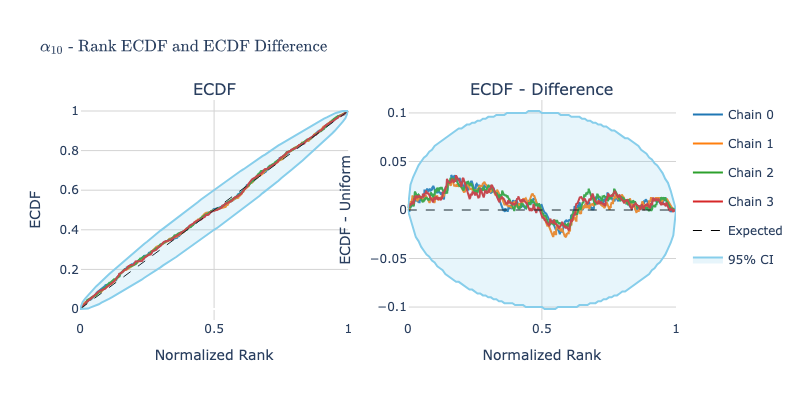 α10 - Rank ECDF and ECDF Difference
ECDF
ECDF - Difference
ECDF
1
0.8
0.6
0.4
0.2
0
0
0.5
1
Normalized Rank
ECDF - Uniform
0.1
0.05
0
−0.05
−0.1
0
0.5
1
Normalized Rank
Chain 0
Chain 1
Chain 2
Chain 3
Expected
95% CI